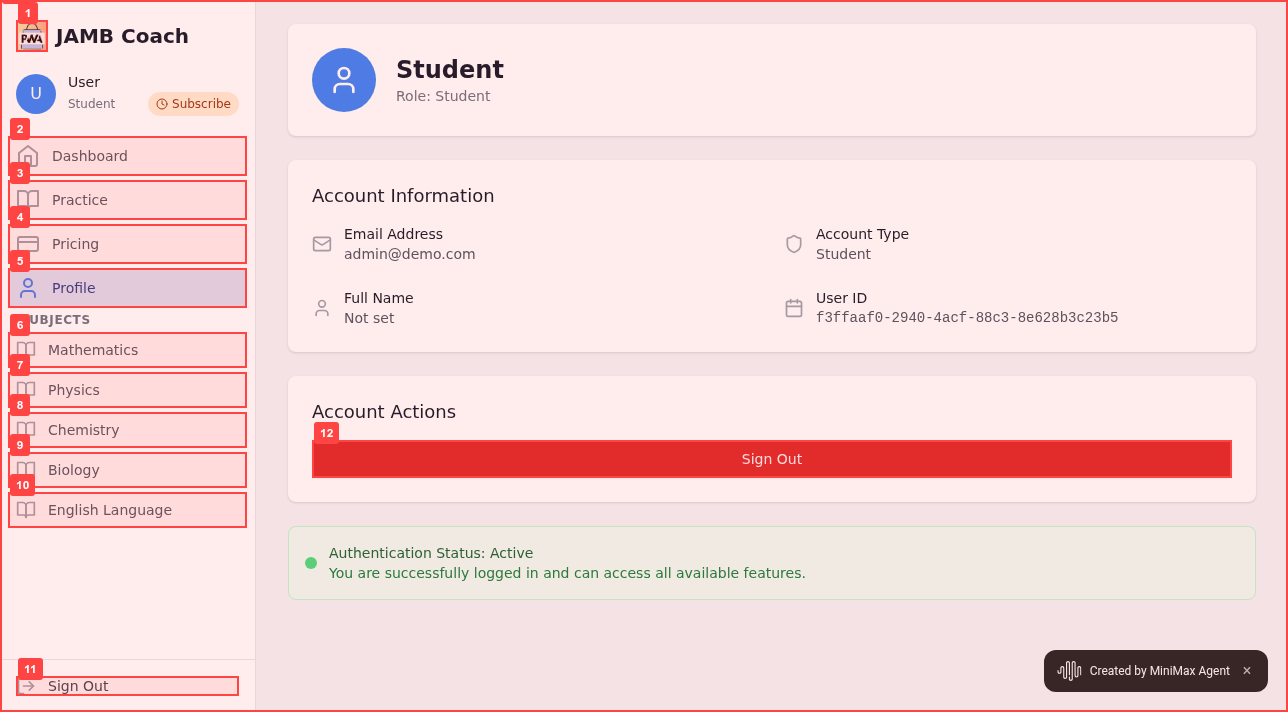 1
PWA
JAMB Coach
U
User
Student
Subscribe
2
Dashboard
3
Practice
4
Pricing
5
Profile
UBJECTS
6
Mathematics
7
Physics
8
Chemistry
9
Biology
10
English Language
11
Sign Out
Student
Role: Student
Account Information
Email Address
admin@demo.com
Account Type
Student
Full Name
Not set
User ID
f3ffaaf0-2940-4acf-88c3-8e628b3c23b5
Account Actions
12
Sign Out
Authentication Status: Active
You are successfully logged in and can access all available features.
Created by MiniMax Agent
×